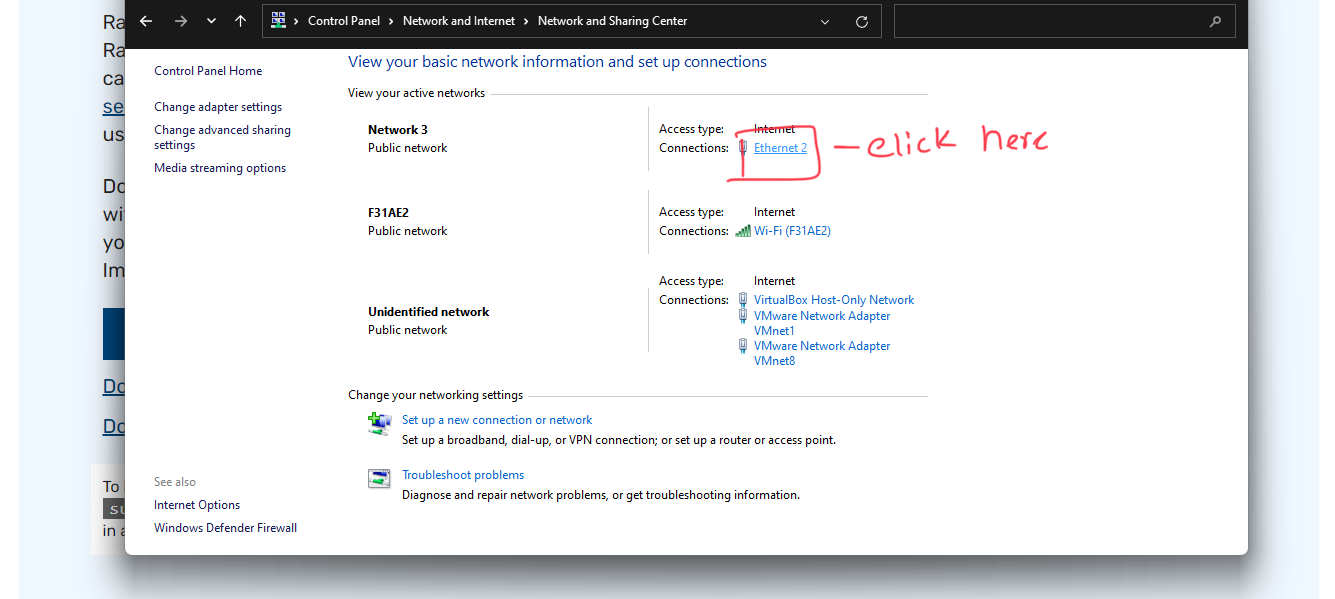 Control Panel > Network and Internet > Network and Sharing Center
Ra
Ra
ca
se
us
Do
wi
yo
Im
Do
Do
To
su
in a
Control Panel Home
Change adapter settings
Change advanced sharing
settings
Media streaming options
See also
Internet Options
Windows Defender Firewall
View your basic network information and set up connections
View your active networks
Network 3
Public network
Access type: Internet
Connections: Ethernet 2
click here
F31AE2
Public network
Access type: Internet
Connections: Wi-Fi (F31AE2)
Unidentified network
Public network
Access type: Internet
Connections: VirtualBox Host-Only Network
VMware Network Adapter
VMnet1
VMware Network Adapter
VMnet8
Change your networking settings
Set up a new connection or network
Set up a broadband, dial-up, or VPN connection; or set up a router or access point.
Troubleshoot problems
Diagnose and repair network problems, or get troubleshooting information.